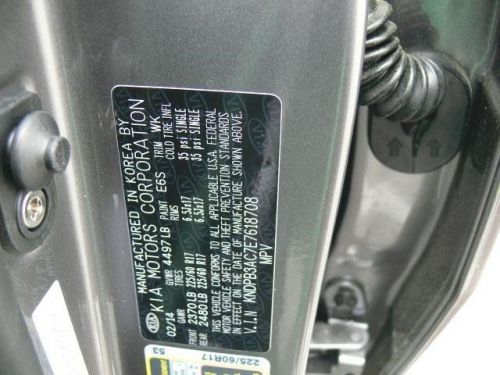 MANUFACTURED IN KOREA BY
KIA MOTORS CORPORATION
02/14 GVWR 4497LB PAINT E6S TRIM WK
GAWR TIRES RIMS COLD TIRE INFL
FRONT 2370LB 225/60 R17 6.5Jx17 35 psi SINGLE
REAR 2480LB 225/60 R17 6.5Jx17 35 psi SINGLE
THIS VEHICLE CONFORMS TO ALL APPLICABLE U.S.A. FEDERAL
MOTOR VEHICLE SAFETY AND THEFT PREVENTION STANDARDS
IN EFFECT ON THE DATE OF MANUFACTURE SHOWN ABOVE.
V.I.N KNDPB3AC7E7618708
MPV
53
225/60R17